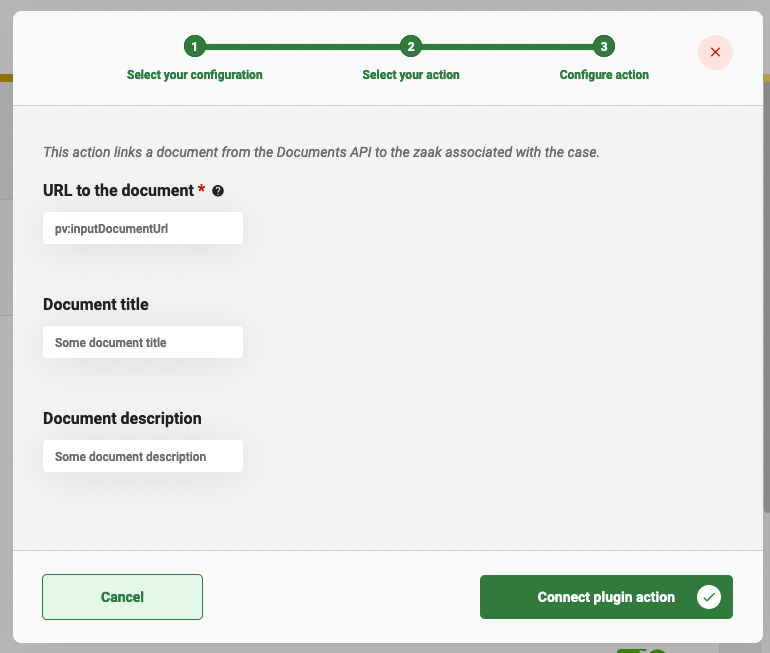 1 2 3
Select your configuration Select your action Configure action
This action links a document from the Documents API to the zaak associated with the case.
URL to the document *
pv:inputDocumentUrl
Document title
Some document title
Document description
Some document description
Cancel Connect plugin action